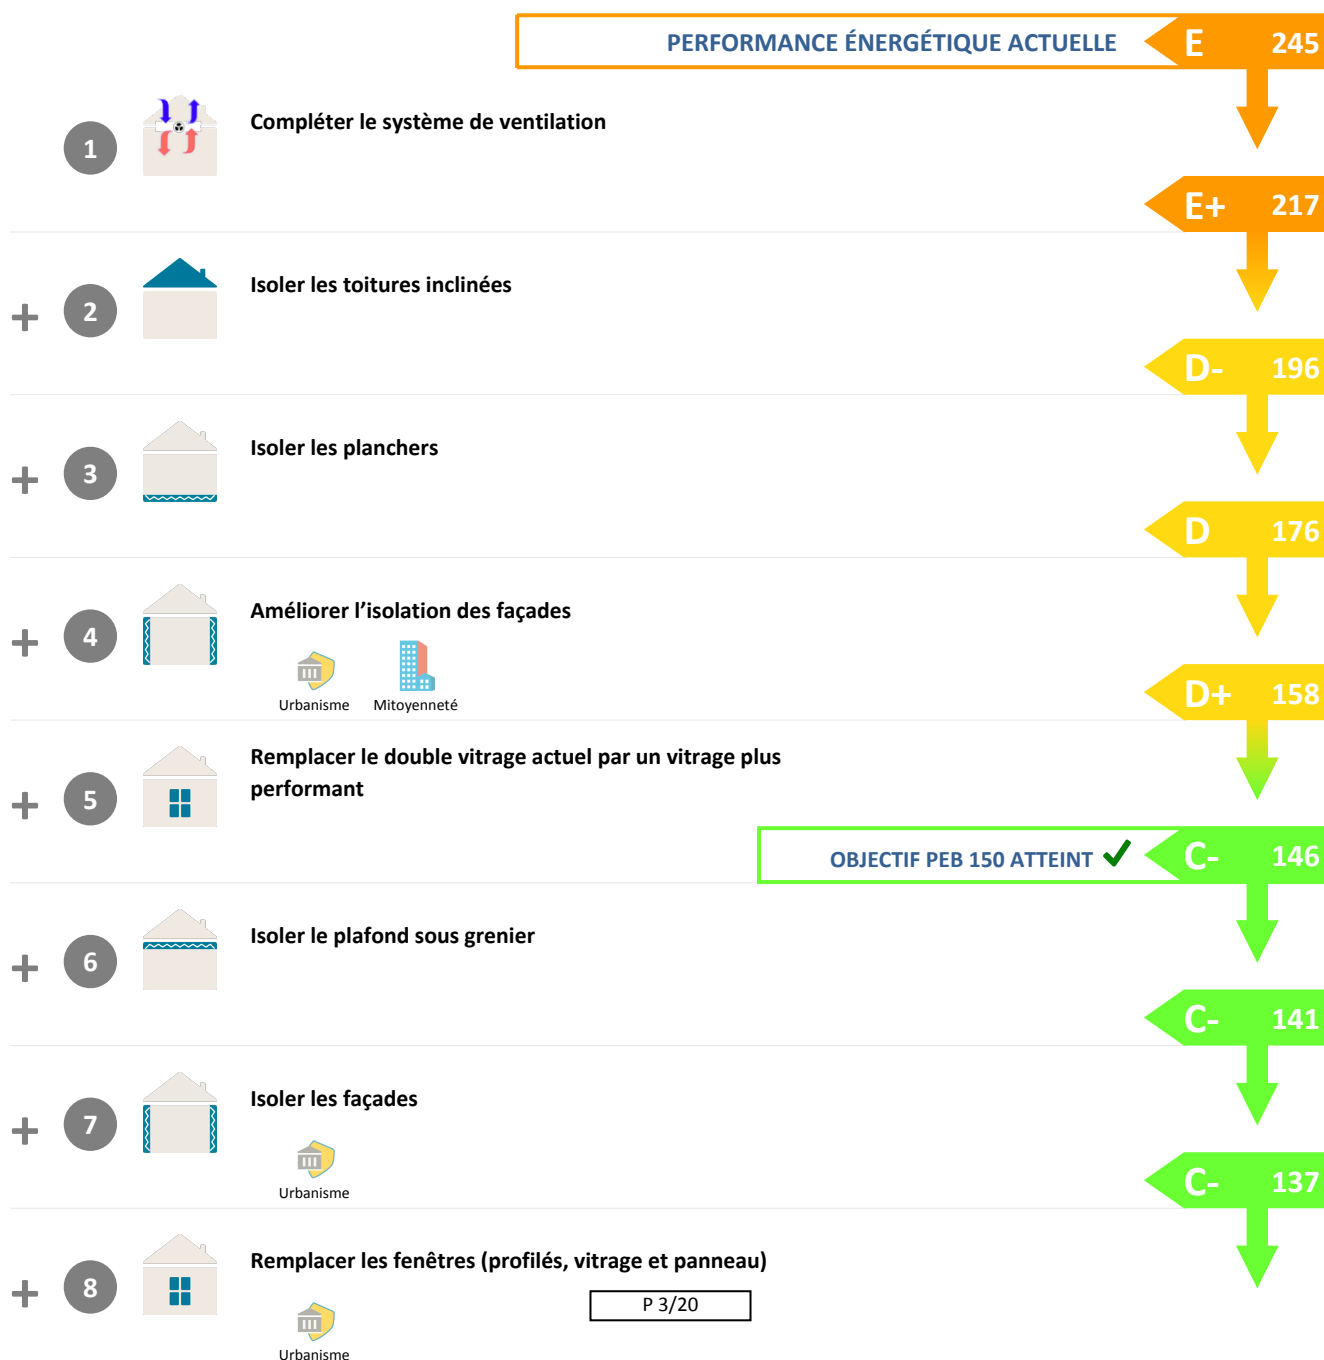 PERFORMANCE ÉNERGÉTIQUE ACTUELLE E 245
1 Compléter le système de ventilation
E+ 217
+ 2 Isoler les toitures inclinées
D- 196
+ 3 Isoler les planchers
D 176
+ 4 Améliorer l’isolation des façades
Urbanisme Mitoyenneté
D+ 158
+ 5 Remplacer le double vitrage actuel par un vitrage plus
performant
OBJECTIF PEB 150 ATTEINT C- 146
+ 6 Isoler le plafond sous grenier
C- 141
+ 7 Isoler les façades
Urbanisme
C- 137
+ 8 Remplacer les fenêtres (profilés, vitrage et panneau)
P 3/20
Urbanisme